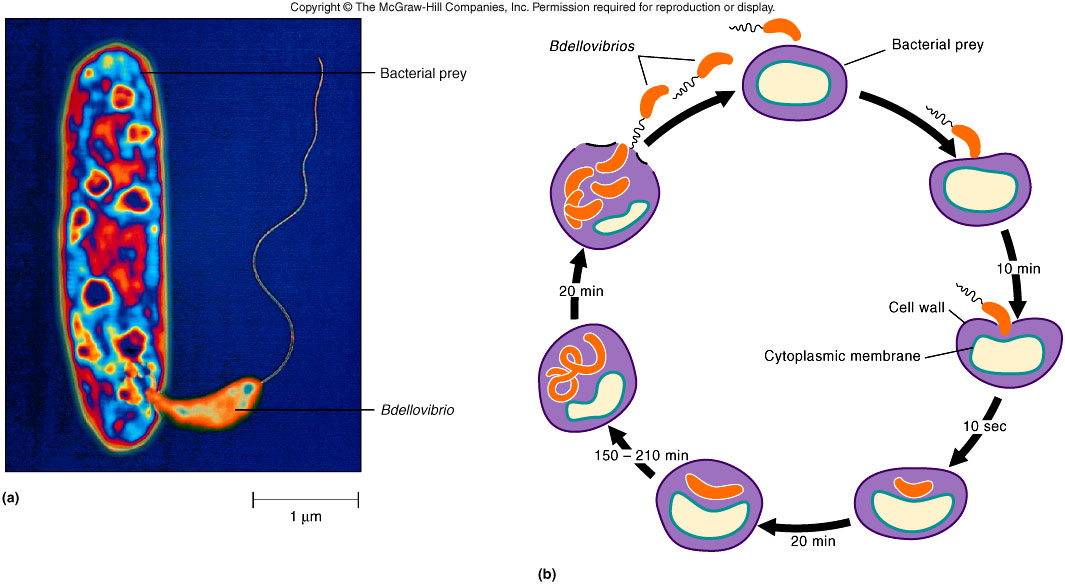 Copyright © The McGraw-Hill Companies, Inc. Permission required for reproduction or display.
Bacterial prey
Bdellovibrio
1 μm
(a)
Bdellovibrios
Bacterial prey
10 min
Cell wall
Cytoplasmic membrane
10 sec
20 min
150 – 210 min
20 min
(b)